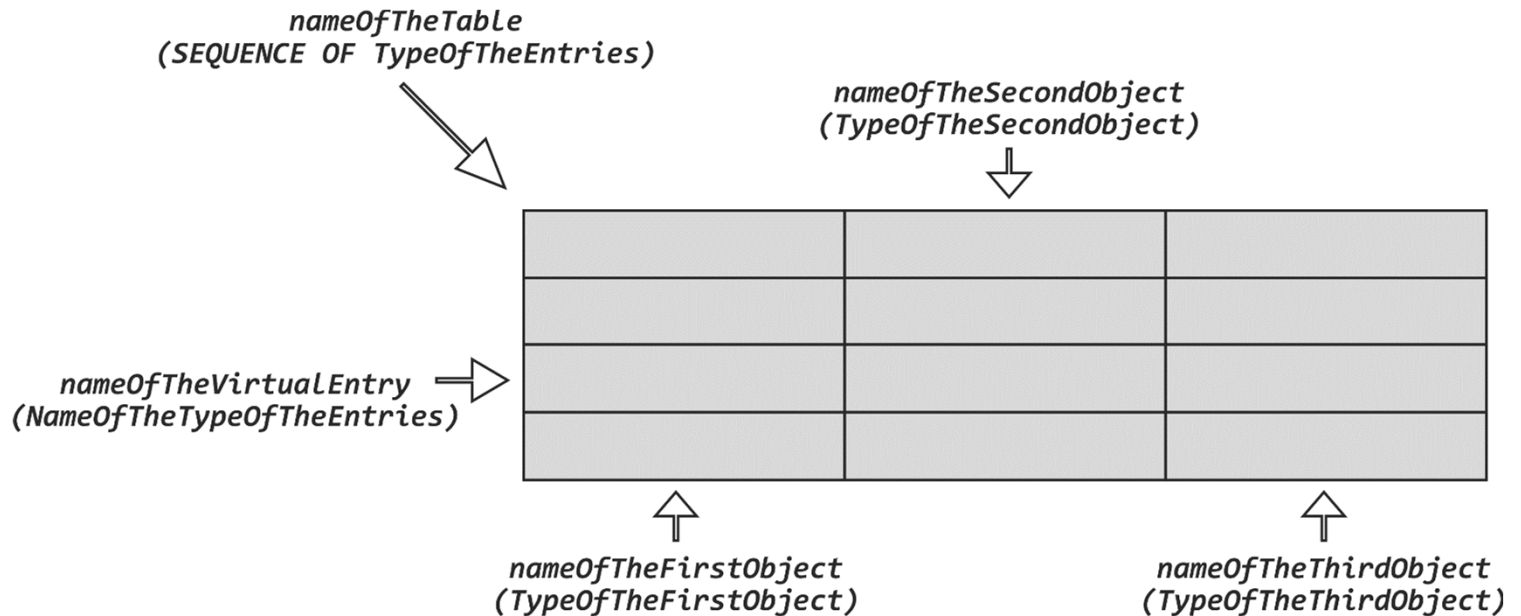 nameOfTheTable
(SEQUENCE OF TypeOfTheEntries)
nameOfTheSecondObject
(TypeOfTheSecondObject)
nameOfTheVirtualEntry
(NameOfTheTypeOfTheEntries)
nameOfTheFirstObject
(TypeOfTheFirstObject)
nameOfTheThirdObject
(TypeOfTheThirdObject)